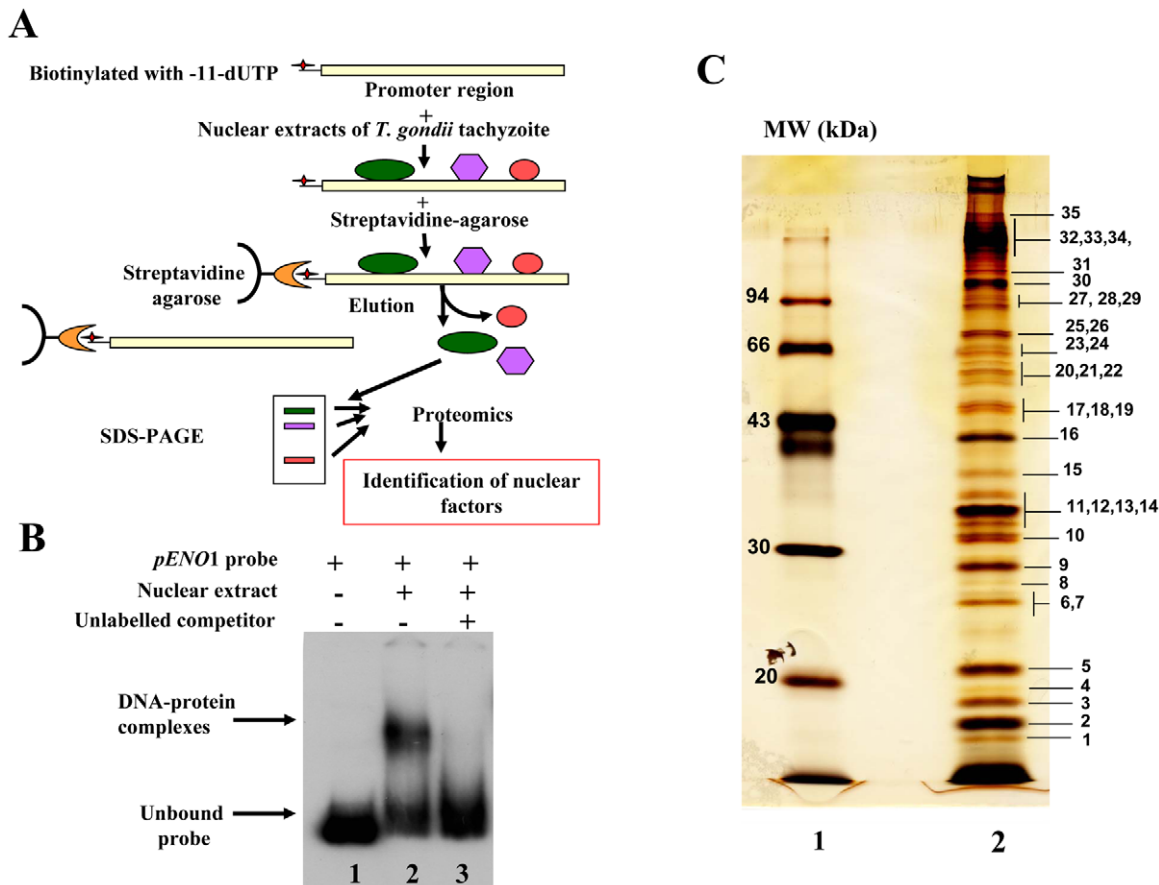 A
Biotinylated with -11-dUTP
Promoter region
+
Nuclear extracts of T. gondii tachyzoite
+
Streptavidine-agarose
Streptavidine
agarose
Elution
SDS-PAGE
Proteomics
Identification of nuclear
factors
B
pENO1 probe + + +
Nuclear extract - + +
Unlabelled competitor - - +
DNA-protein
complexes
Unbound
probe
1 2 3
C
MW (kDa)
94
66
43
30
20
35
32,33,34,
31
30
27, 28,29
25,26
23,24
20,21,22
17,18,19
16
15
11,12,13,14
10
9
8
6,7
5
4
3
2
1
1 2